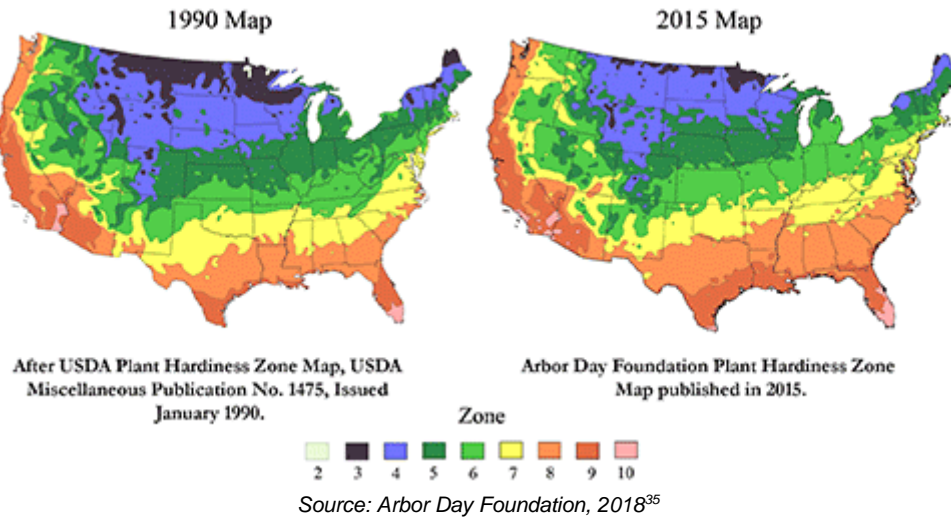 1990 Map
2015 Map
After USDA Plant Hardiness Zone Map, USDA
Miscellaneous Publication No. 1475, Issued
January 1990.
Arbor Day Foundation Plant Hardiness Zone
Map published in 2015.
Zone
2 3 4 5 6 7 8 9 10
Source: Arbor Day Foundation, 2018³⁵